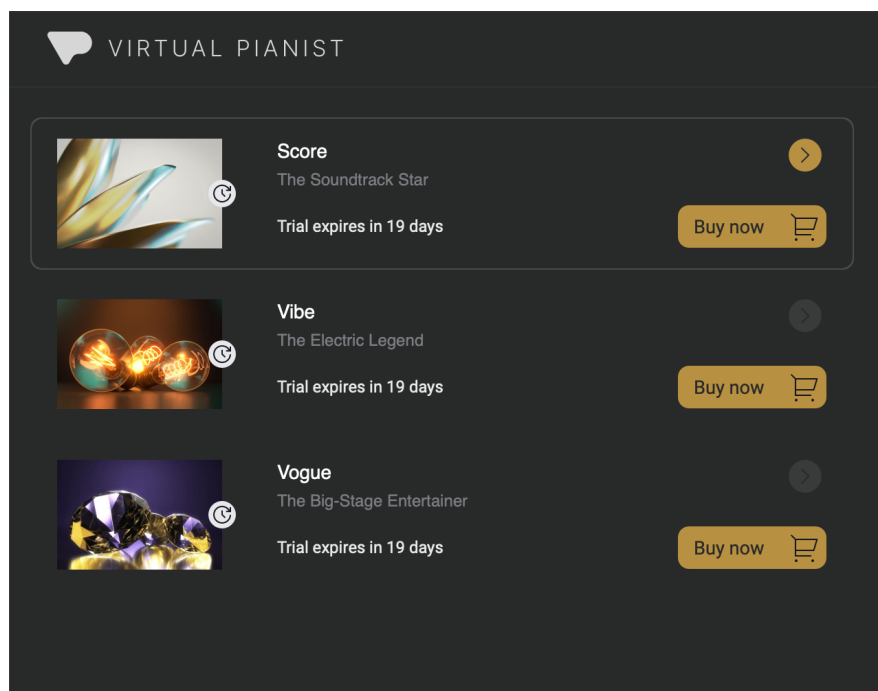 VIRTUAL PIANIST
Score
The Soundtrack Star
Trial expires in 19 days
Buy now
Vibe
The Electric Legend
Trial expires in 19 days
Buy now
Vogue
The Big-Stage Entertainer
Trial expires in 19 days
Buy now